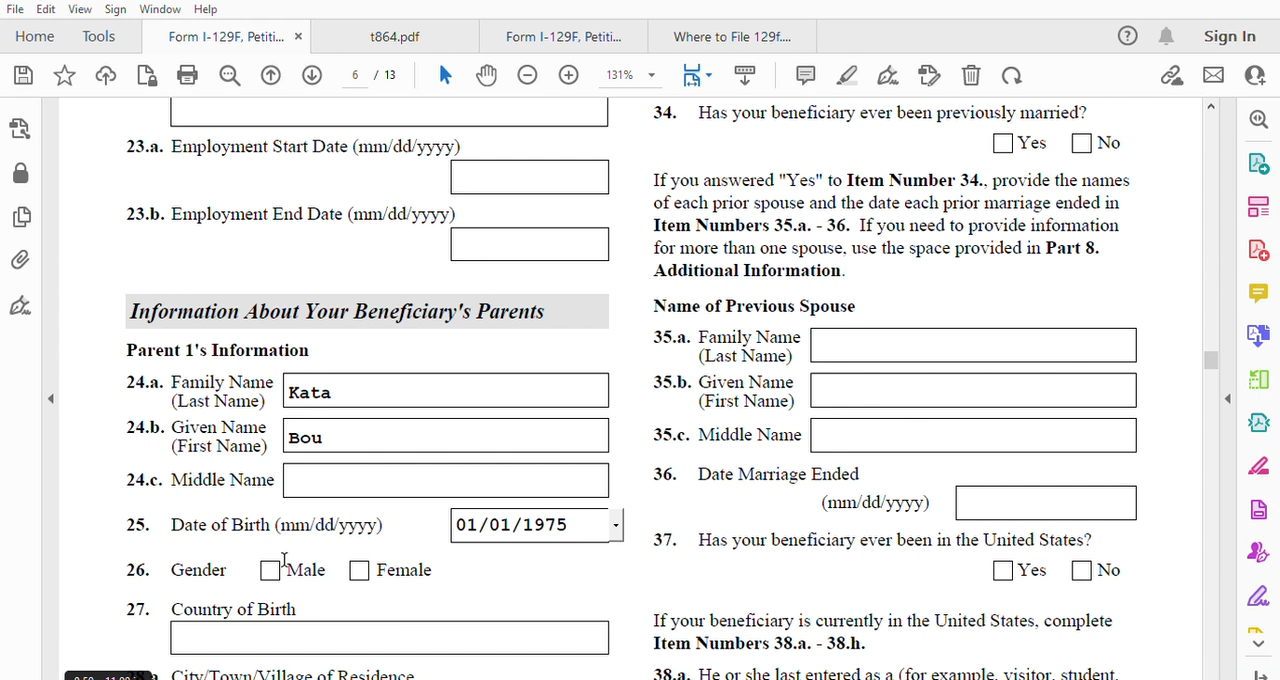 File Edit View Sign Window Help
Home Tools Form I-129F, Petiti... × t864.pdf Form I-129F, Petiti... Where to File 129f.... Sign In
6 / 13 131%
23.a. Employment Start Date (mm/dd/yyyy)
23.b. Employment End Date (mm/dd/yyyy)
Information About Your Beneficiary's Parents
Parent 1's Information
24.a. Family Name
(Last Name)
Kata
24.b. Given Name
(First Name)
Bou
24.c. Middle Name
25. Date of Birth (mm/dd/yyyy) 01/01/1975
26. Gender Male Female
27. Country of Birth
City/Town/Village of Residence
34. Has your beneficiary ever been previously married?
Yes No
If you answered "Yes" to Item Number 34., provide the names
of each prior spouse and the date each prior marriage ended in
Item Numbers 35.a. - 36. If you need to provide information
for more than one spouse, use the space provided in Part 8.
Additional Information.
Name of Previous Spouse
35.a. Family Name
(Last Name)
35.b. Given Name
(First Name)
35.c. Middle Name
36. Date Marriage Ended
(mm/dd/yyyy)
37. Has your beneficiary ever been in the United States?
Yes No
If your beneficiary is currently in the United States, complete
Item Numbers 38.a. - 38.h.
38.a. He or she last entered as a (for example, visitor, student,